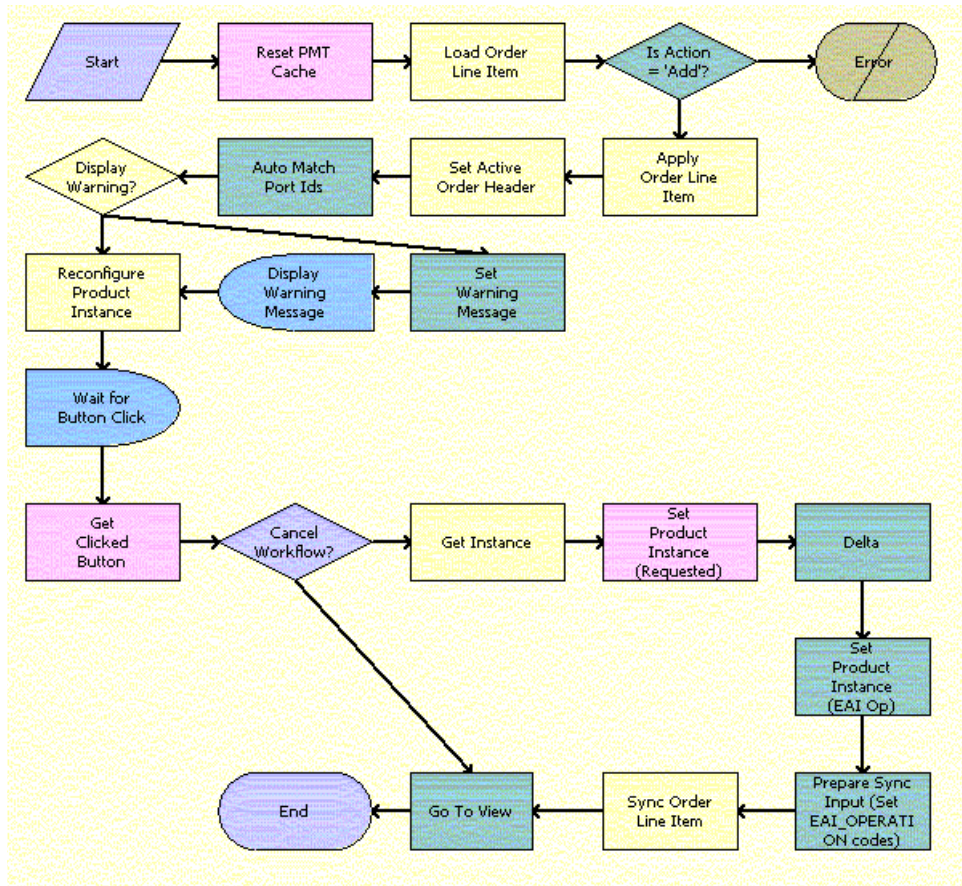 Start
Reset PMT
Cache
Load Order
Line Item
Is Action
= 'Add'?
Error
Display
Warning?
Auto Match
Port Ids
Set Active
Order Header
Apply
Order Line
Item
Reconfigure
Product
Instance
Display
Warning
Message
Set
Warning
Message
Wait for
Button Click
Get
Clicked
Button
Cancel
Workflow?
Get Instance
Set
Product
Instance
(Requested)
Delta
Set
Product
Instance
(EAI Op)
End
Go To View
Sync Order
Line Item
Prepare Sync
Input (Set
EAI_OPERATI
ON codes)